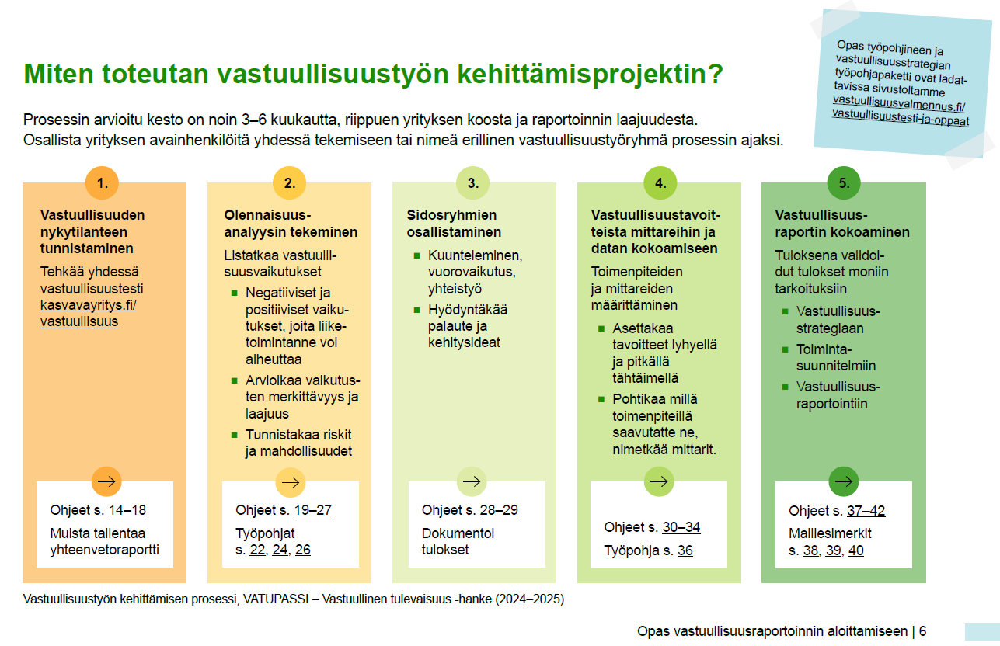 Opas työpohjineen ja
vastuullisuusstrategian
työpohjapaketti ovat ladat-
tavissa sivustoltamme
vastuullisuusvalmennus.fi/
vastuullisuustesti-ja-oppaat
Miten toteutan vastuullisuustyön kehittämisprojektin?
Prosessin arvioitu kesto on noin 3–6 kuukautta, riippuen yrityksen koosta ja raportoinnin laajuudesta.
Osallista yrityksen avainhenkilöitä yhdessä tekemiseen tai nimeä erillinen vastuullisuustyöryhmä prosessin ajaksi.
1.
Vastuullisuuden
nykytilanteen
tunnistaminen
Tehkää yhdessä
vastuullisuustesti
kasvavayritys.fi/
vastuullisuus
Ohjeet s. 14–18
Muista tallentaa
yhteenvetoraportti
2.
Olennaisuus-
analyysin tekeminen
Listatkaa vastuulli-
suusvaikutukset
Negatiiviset ja
positiiviset vaiku-
tukset, joita liike-
toimintanne voi
aiheuttaa
Arvioikaa vaikutus-
ten merkittävyys ja
laajuus
Tunnistakaa riskit
ja mahdollisuudet
Ohjeet s. 19–27
Työpohjat
s. 22, 24, 26
3.
Sidosryhmien
osallistaminen
Kuunteleminen,
vuorovaikutus,
yhteistyö
Hyödyntäkää
palaute ja
kehitysideat
Ohjeet s. 28–29
Dokumentoi
tulokset
4.
Vastuullisuustavoit-
teista mittareihin ja
datan kokoamiseen
Toimenpiteiden
ja mittareiden
määrittäminen
Asettakaa
tavoitteet lyhyellä
ja pitkällä
tähtäimellä
Pohtikaa millä
toimenpiteillä
saavutatte ne,
nimetkää mittarit.
Ohjeet s. 30–34
Työpohja s. 36
5.
Vastuullisuus-
raportin kokoaminen
Tuloksena validoi-
dut tulokset moniin
tarkoituksiin
Vastuullisuus-
strategiaan
Toiminta-
suunnitelmiin
Vastuullisuus-
raportointiin
Ohjeet s. 37–42
Malliesimerkit
s. 38, 39, 40
Vastuullisuustyön kehittämisen prosessi, VATUPASSI – Vastuullinen tulevaisuus -hanke (2024–2025)
Opas vastuullisuusraportoinnin aloittamiseen | 6